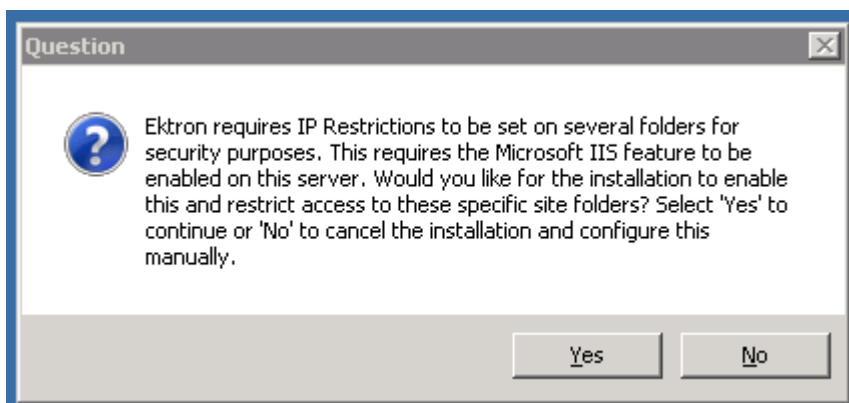 Question
Ektron requires IP Restrictions to be set on several folders for
security purposes. This requires the Microsoft IIS feature to be
enabled on this server. Would you like for the installation to enable
this and restrict access to these specific site folders? Select 'Yes' to
continue or 'No' to cancel the installation and configure this
manually.
Yes No